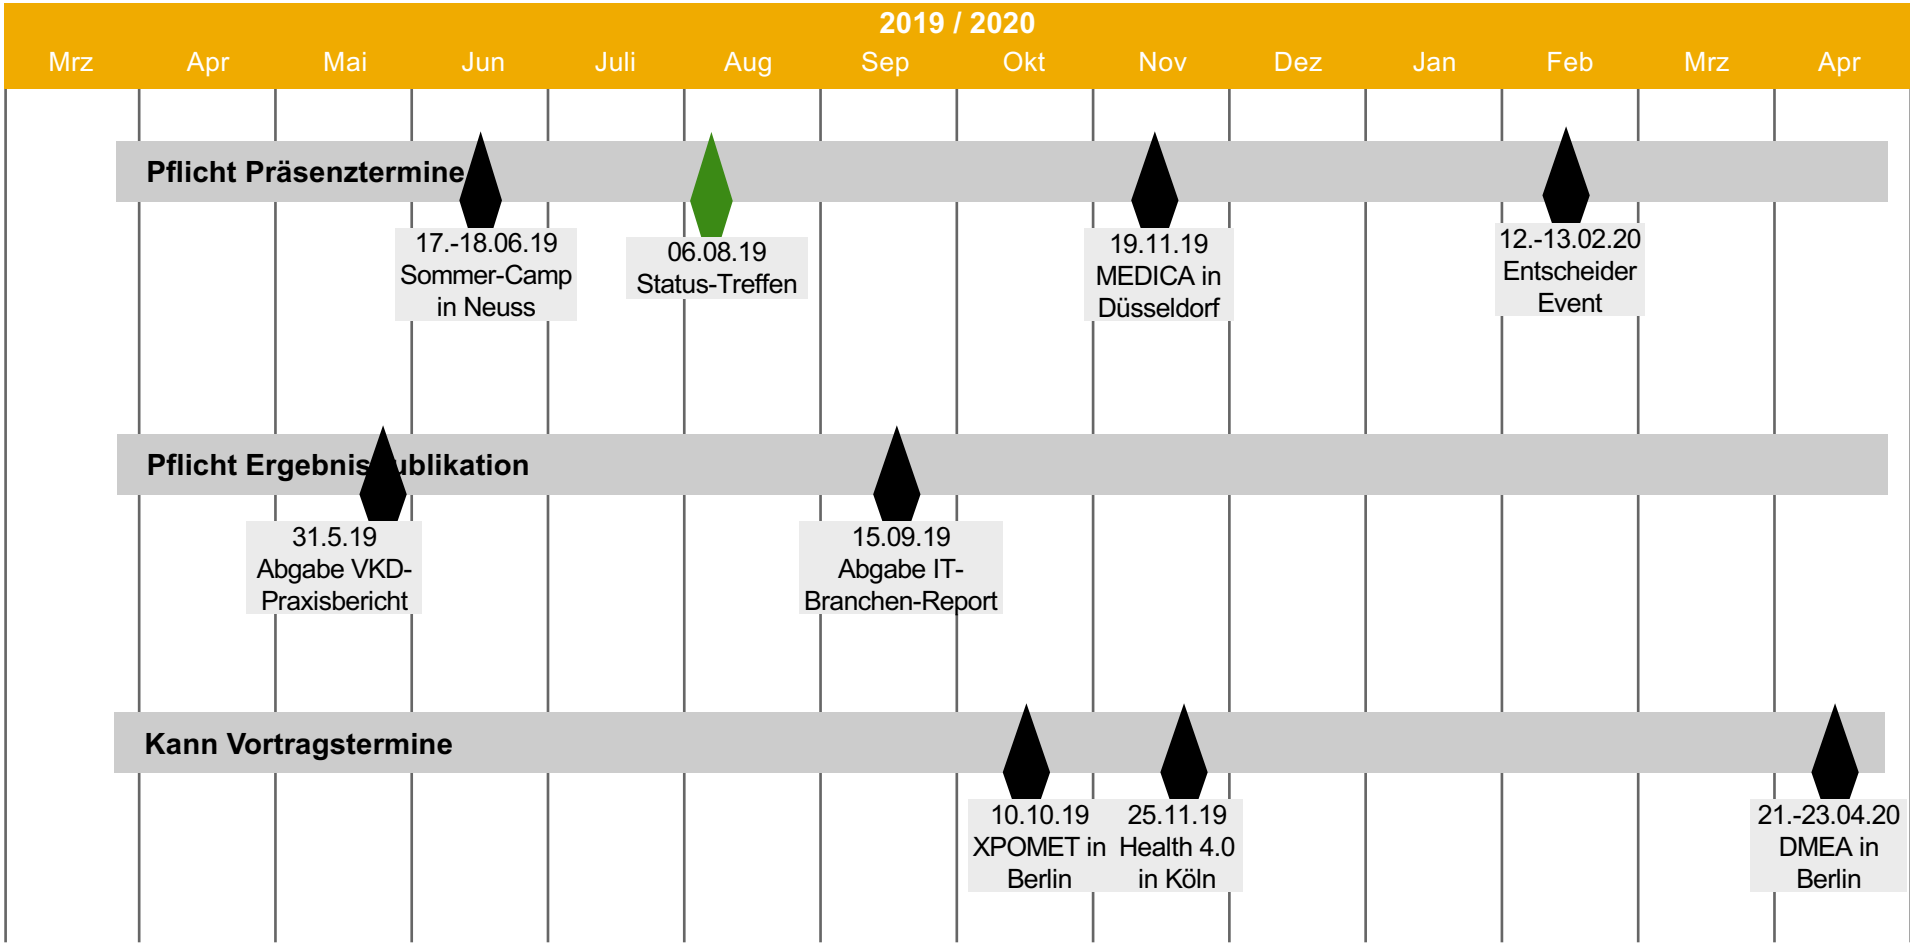 2019 / 2020
Mrz Apr Mai Jun Juli Aug Sep Okt Nov Dez Jan Feb Mrz Apr
Pflicht Präsenztermine
17.-18.06.19
Sommer-Camp
in Neuss
06.08.19
Status-Treffen
19.11.19
MEDICA in
Düsseldorf
12.-13.02.20
Entscheider
Event
Pflicht Ergebnispublikation
31.5.19
Abgabe VKD-
Praxisbericht
15.09.19
Abgabe IT-
Branchen-Report
Kann Vortragstermine
10.10.19
XPOMET in
Berlin
25.11.19
Health 4.0
in Köln
21.-23.04.20
DMEA in
Berlin